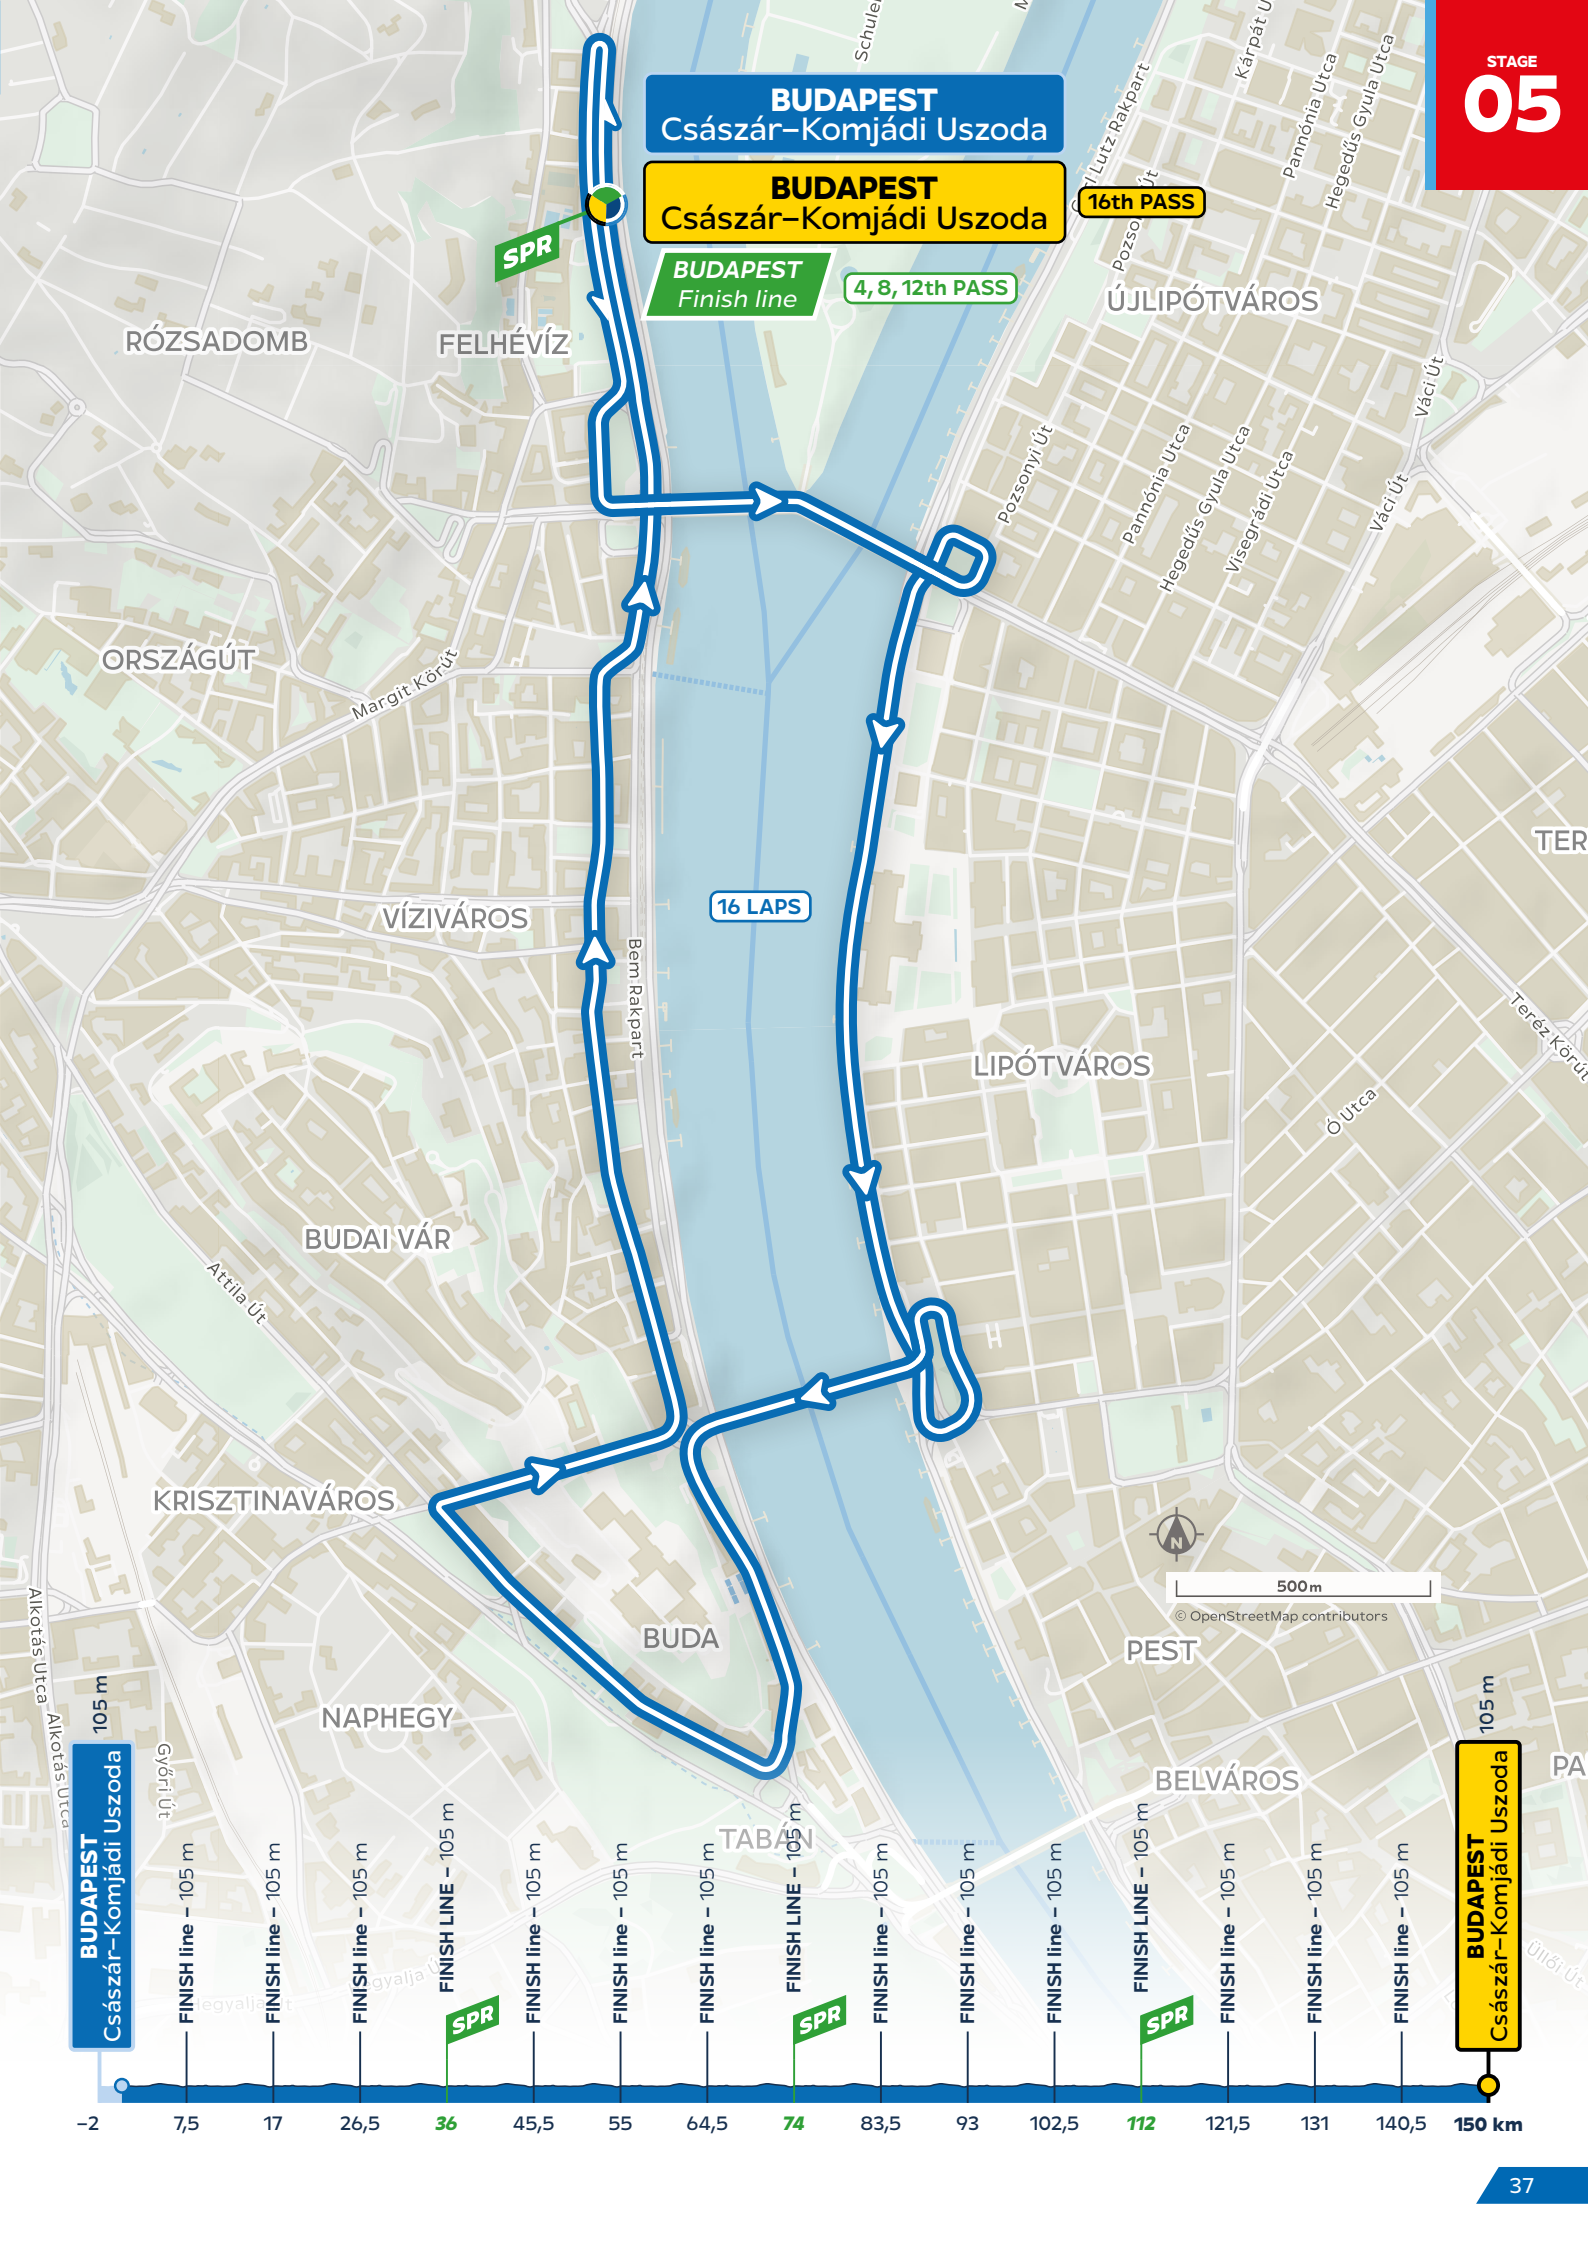 STAGE
05
BUDAPEST
Császár–Komjádi Uszoda
BUDAPEST
Császár–Komjádi Uszoda
16th PASS
SPR
BUDAPEST
Finish line
4, 8, 12th PASS
Kárpát U
Pannónia Utca
Hegedűs Gyula Utca
Lutz Rakpart
ÚJLIPÓTVÁROS
RÓZSADOMB
FELHÉVÍZ
Váci Út
Pozsonyi Út
Pannónia Utca
Hegedűs Gyula Utca
Visegrádi Utca
Váci Út
ORSZÁGÚT
Margit Körút
TER
16 LAPS
VÍZIVÁROS
Bem Rakpart
Teréz Körút
LIPÓTVÁROS
Ó Utca
BUDAI VÁR
Attila Út
KRISZTINAVÁROS
N
500 m
© OpenStreetMap contributors
BUDA
PEST
Alkotás Utca
Alkotás Utca
NAPHEGY
Győri Út
BELVÁROS
PA
TABÁN
Hegyalja Út
Üllői Út
105 m
BUDAPEST
Császár–Komjádi Uszoda
FINISH line – 105 m
FINISH line – 105 m
FINISH line – 105 m
FINISH LINE – 105 m
FINISH line – 105 m
FINISH line – 105 m
FINISH line – 105 m
FINISH LINE – 105 m
FINISH line – 105 m
FINISH line – 105 m
FINISH line – 105 m
FINISH LINE – 105 m
FINISH line – 105 m
FINISH line – 105 m
FINISH line – 105 m
105 m
BUDAPEST
Császár–Komjádi Uszoda
SPR
SPR
SPR
–2 7,5 17 26,5 36 45,5 55 64,5 74 83,5 93 102,5 112 121,5 131 140,5 150 km
37